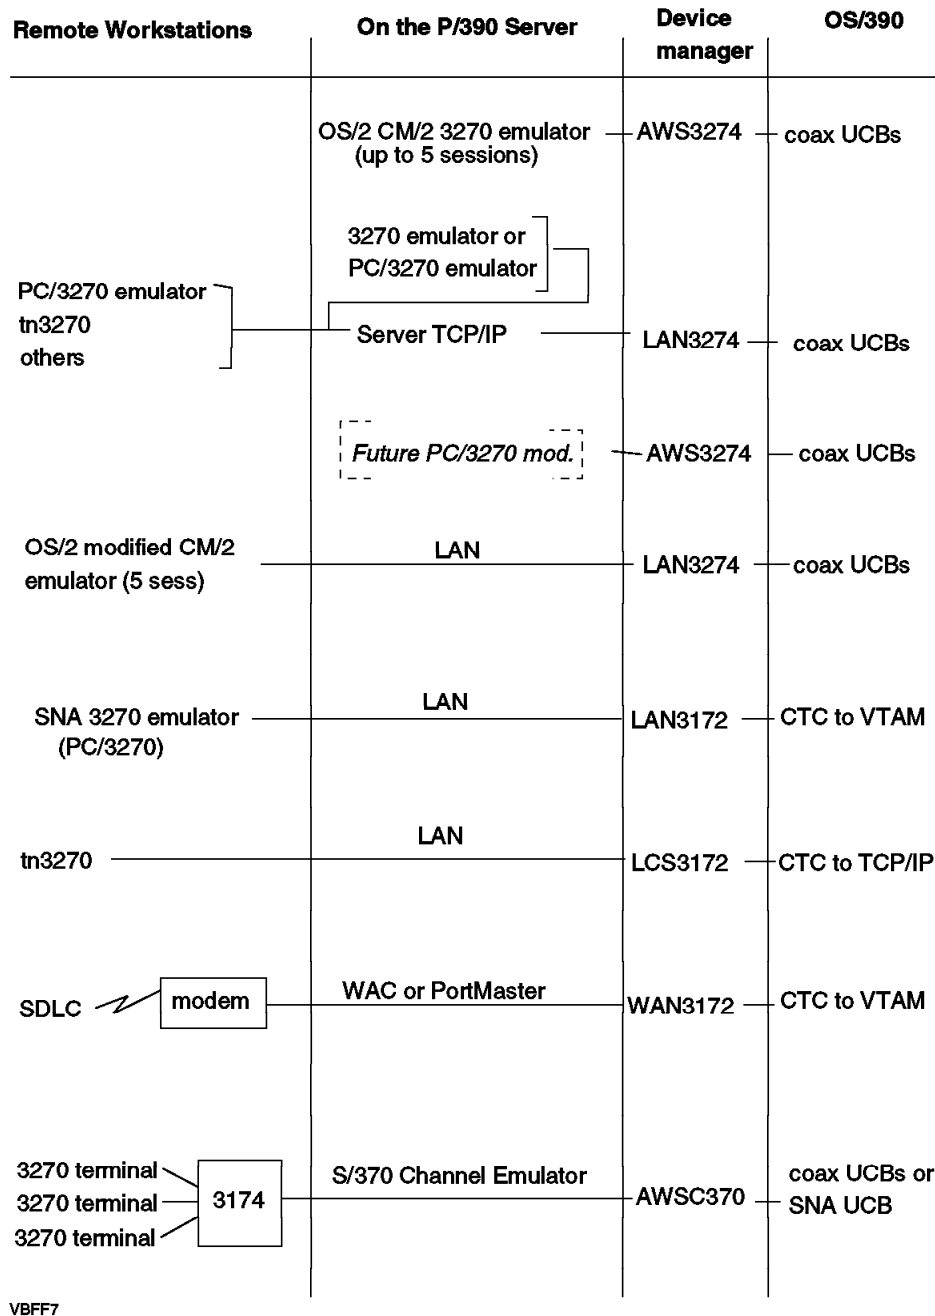 Remote Workstations
On the P/390 Server
Device
manager
OS/390
OS/2 CM/2 3270 emulator
(up to 5 sessions)
AWS3274
coax UCBs
3270 emulator or
PC/3270 emulator
PC/3270 emulator
tn3270
others
Server TCP/IP
LAN3274
coax UCBs
Future PC/3270 mod.
AWS3274
coax UCBs
OS/2 modified CM/2
emulator (5 sess)
LAN
LAN3274
coax UCBs
SNA 3270 emulator
(PC/3270)
LAN
LAN3172
CTC to VTAM
tn3270
LAN
LCS3172
CTC to TCP/IP
SDLC
modem
WAC or PortMaster
WAN3172
CTC to VTAM
3270 terminal
3270 terminal
3270 terminal
3174
S/370 Channel Emulator
AWSC370
coax UCBs or
SNA UCB
VBFF7